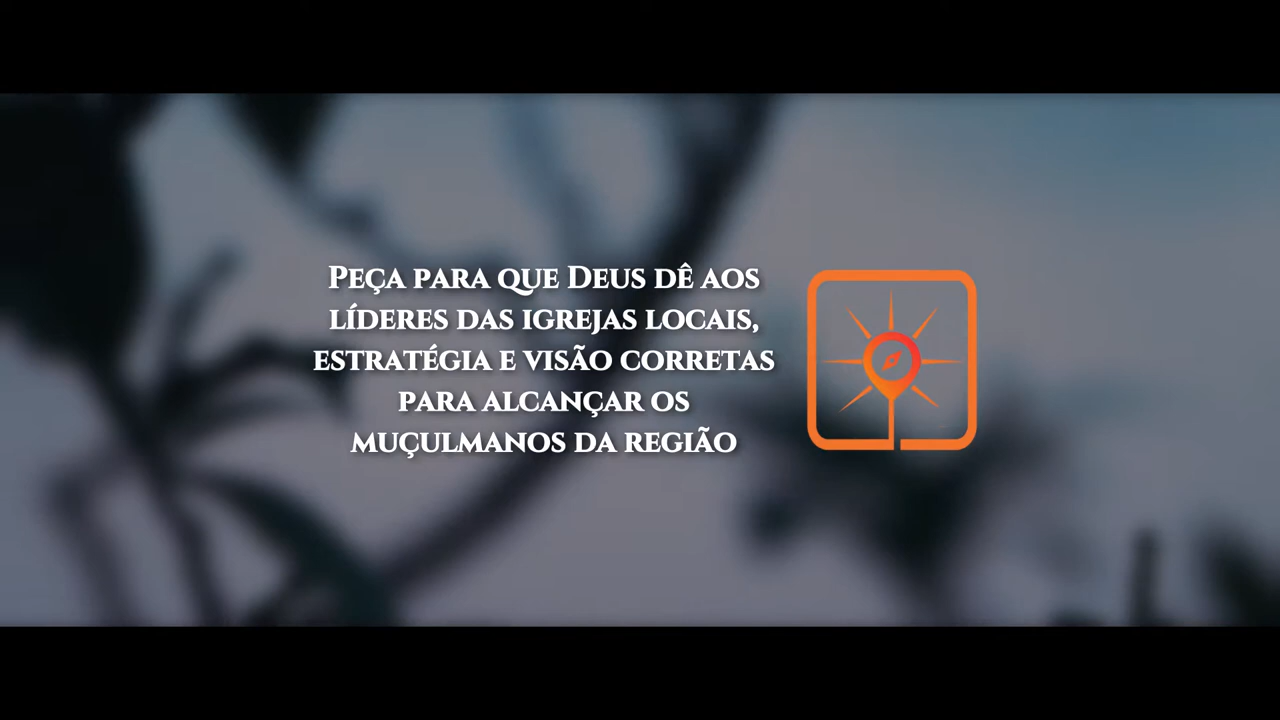 Peça para que Deus dê aos
líderes das igrejas locais,
estratégia e visão corretas
para alcançar os
muçulmanos da região